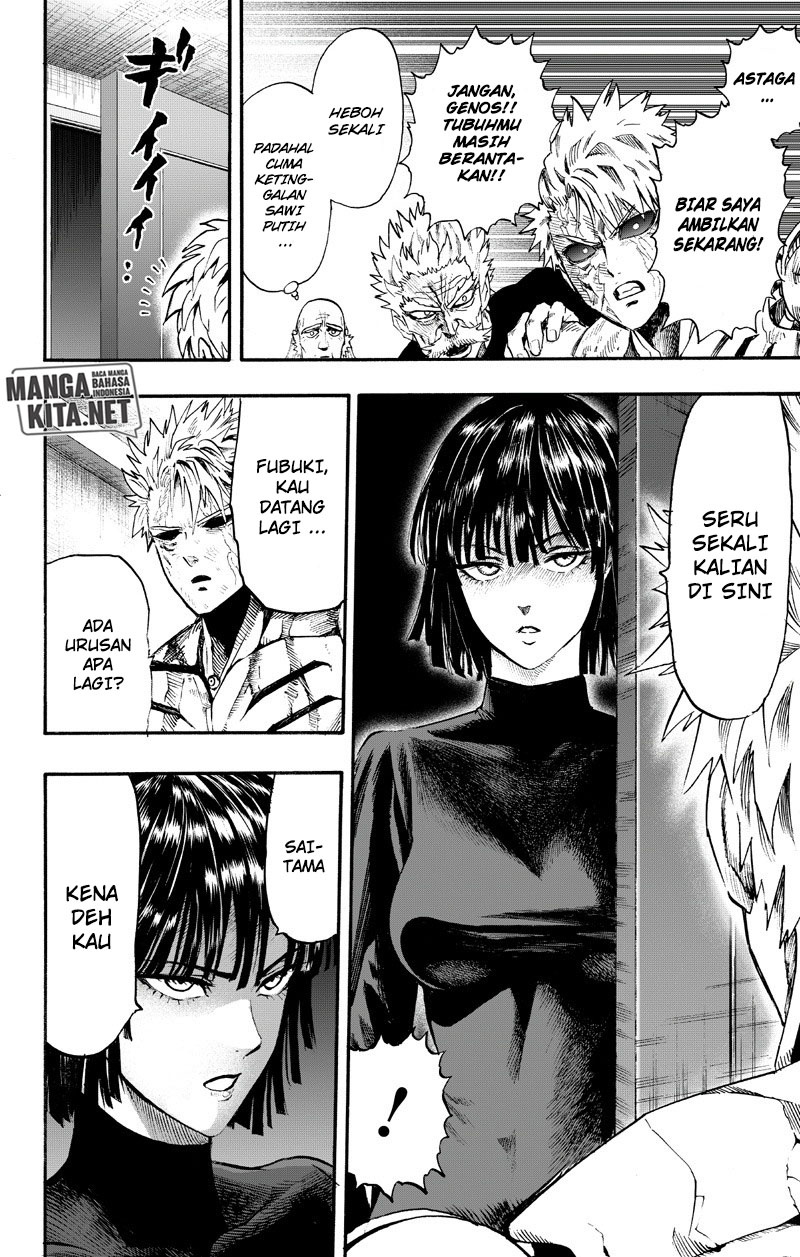 ASTAGA
...
BIAR SAYA
AMBILKAN
SEKARANG!
JANGAN,
GENOS!!
TUBUHMU
MASIH
BERANTA-
KAN!!
HEBOH
SEKALI
PADAHAL
CUMA
KETING-
GALAN
SAWI
PUTIH
...
ギィィィ
MANGA
KITA.NET
BACA MANGA
BAHASA
INDONESIA
SERU
SEKALI
KALIAN
DI SINI
!
FUBUKI,
KAU
DATANG
LAGI ...
ADA
URUSAN
APA
LAGI?
SAI-
TAMA
KENA
DEH
KAU